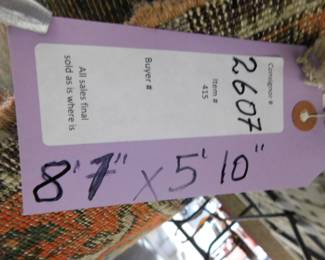 Consignor #
2607
Item #
415
Buyer #
All sales final
sold as is where is
8'7" x 5'10"